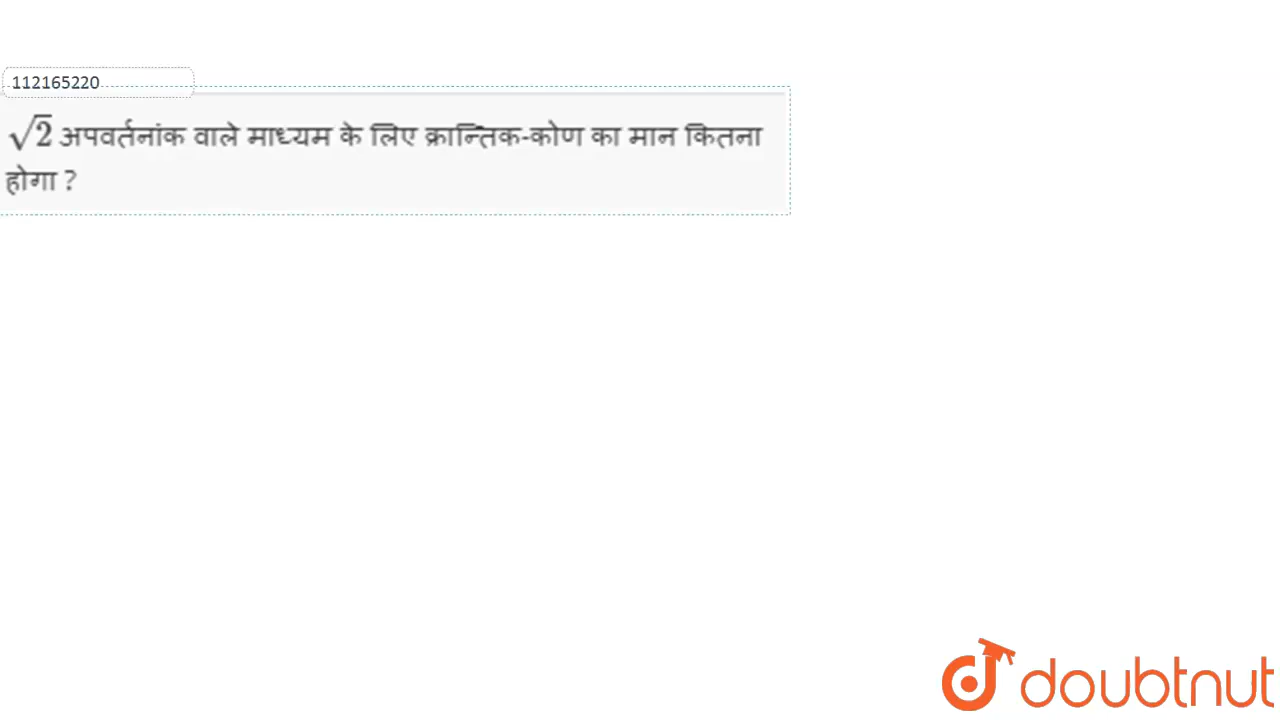 112165220
√2 अपवर्तनांक वाले माध्यम के लिए क्रान्तिक-कोण का मान कितना
होगा ?
doubtnut